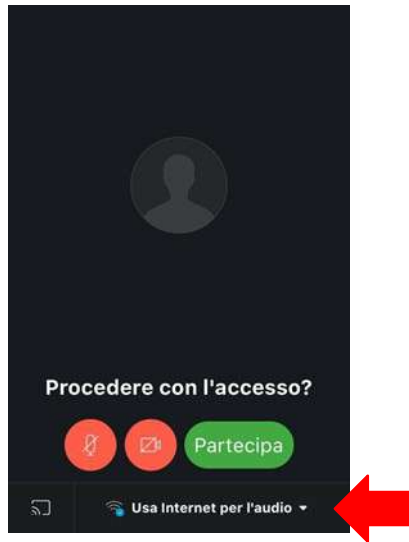 Procedere con l'accesso?
Partecipa
Usa Internet per l'audio